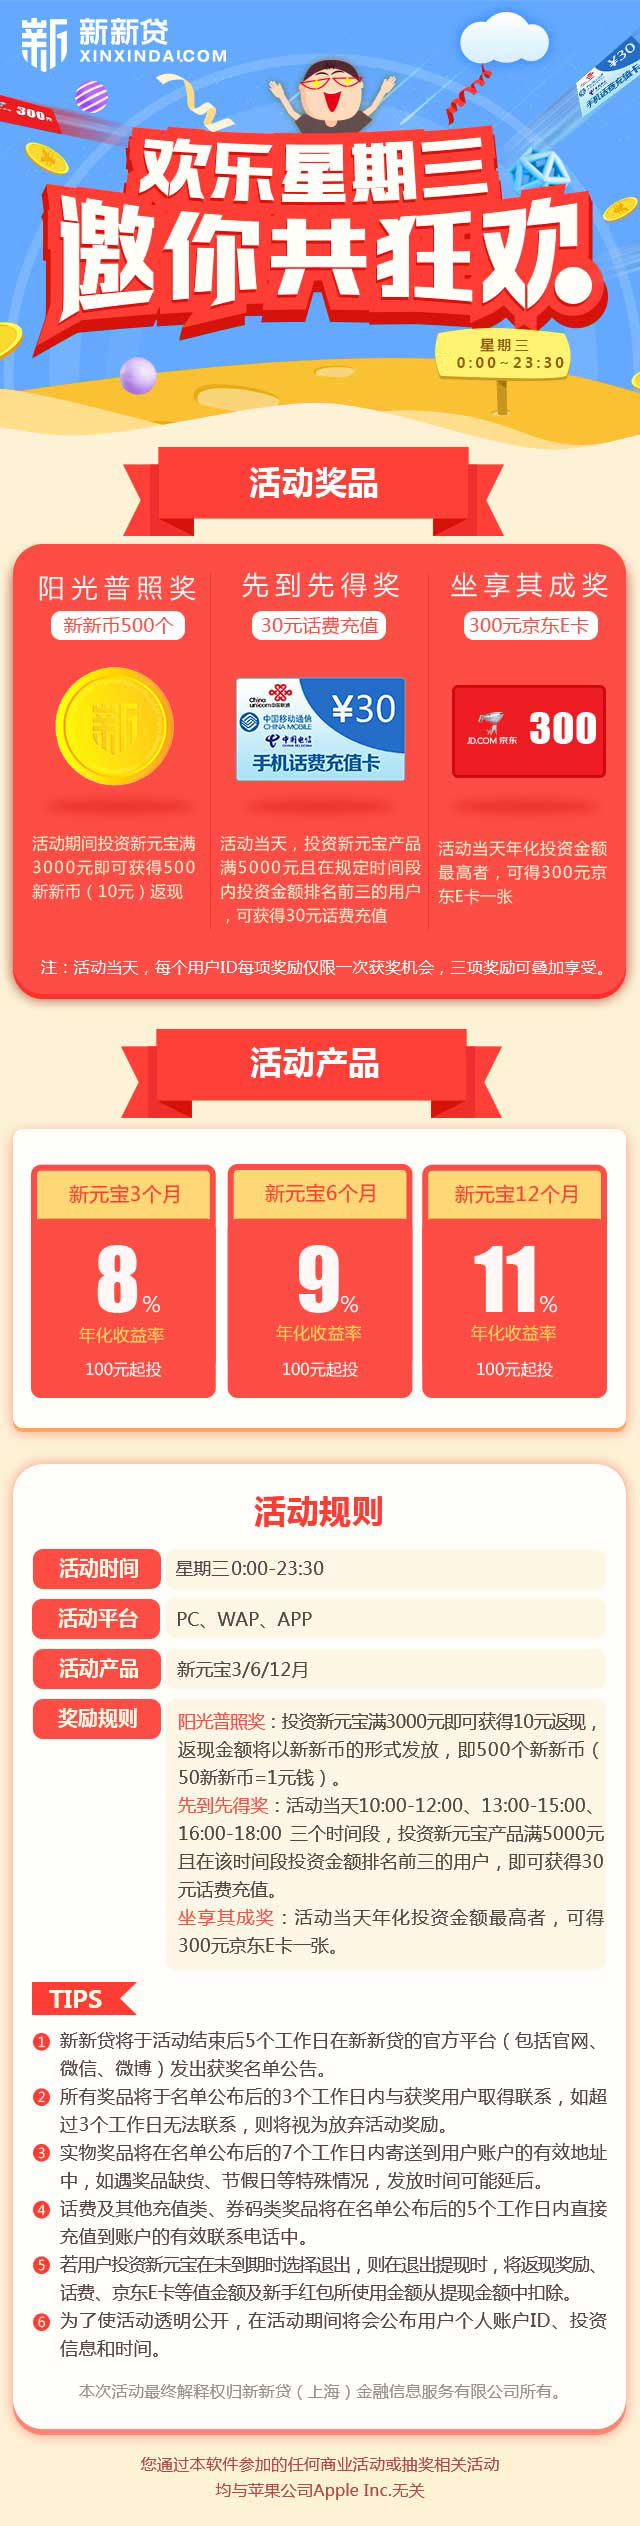 新新贷
XINXINDAI.COM
¥30
手机话费充值卡
300元
欢乐星期三
邀你共狂欢
星期三
0:00~23:30
活动奖品
阳光普照奖
新新币500个
新
活动期间投资新元宝满
3000元即可获得500
新新币（10元）返现
先到先得奖
30元话费充值
China
unicom中国联通
中国移动通信
CHINA MOBILE
中国电信
CHINA TELECOM
¥30
手机话费充值卡
活动当天，投资新元宝产品
满5000元且在规定时间段
内投资金额排名前三的用户
，可获得30元话费充值
坐享其成奖
300元京东E卡
JD.COM 京东
300
活动当天年化投资金额
最高者，可得300元京
东E卡一张
注：活动当天，每个用户ID每项奖励仅限一次获奖机会，三项奖励可叠加享受。
活动产品
新元宝3个月
8%
年化收益率
100元起投
新元宝6个月
9%
年化收益率
100元起投
新元宝12个月
11%
年化收益率
100元起投
活动规则
活动时间
星期三0:00-23:30
活动平台
PC、WAP、APP
活动产品
新元宝3/6/12月
奖励规则
阳光普照奖：投资新元宝满3000元即可获得10元返现，
返现金额将以新新币的形式发放，即500个新新币（
50新新币=1元钱）。
先到先得奖：活动当天10:00-12:00、13:00-15:00、
16:00-18:00 三个时间段，投资新元宝产品满5000元
且在该时间段投资金额排名前三的用户，即可获得30
元话费充值。
坐享其成奖：活动当天年化投资金额最高者，可得
300元京东E卡一张。
TIPS
1 新新贷将于活动结束后5个工作日在新新贷的官方平台（包括官网、
微信、微博）发出获奖名单公告。
2 所有奖品将于名单公布后的3个工作日内与获奖用户取得联系，如超
过3个工作日无法联系，则将视为放弃活动奖励。
3 实物奖品将在名单公布后的7个工作日内寄送到用户账户的有效地址
中，如遇奖品缺货、节假日等特殊情况，发放时间可能延后。
4 话费及其他充值类、券码类奖品将在名单公布后的5个工作日内直接
充值到账户的有效联系电话中。
5 若用户投资新元宝在未到期时选择退出，则在退出提现时，将返现奖励、
话费、京东E卡等值金额及新手红包所使用金额从提现金额中扣除。
6 为了使活动透明公开，在活动期间将会公布用户个人账户ID、投资
信息和时间。
本次活动最终解释权归新新贷（上海）金融信息服务有限公司所有。
您通过本软件参加的任何商业活动或抽奖相关活动
均与苹果公司Apple Inc.无关